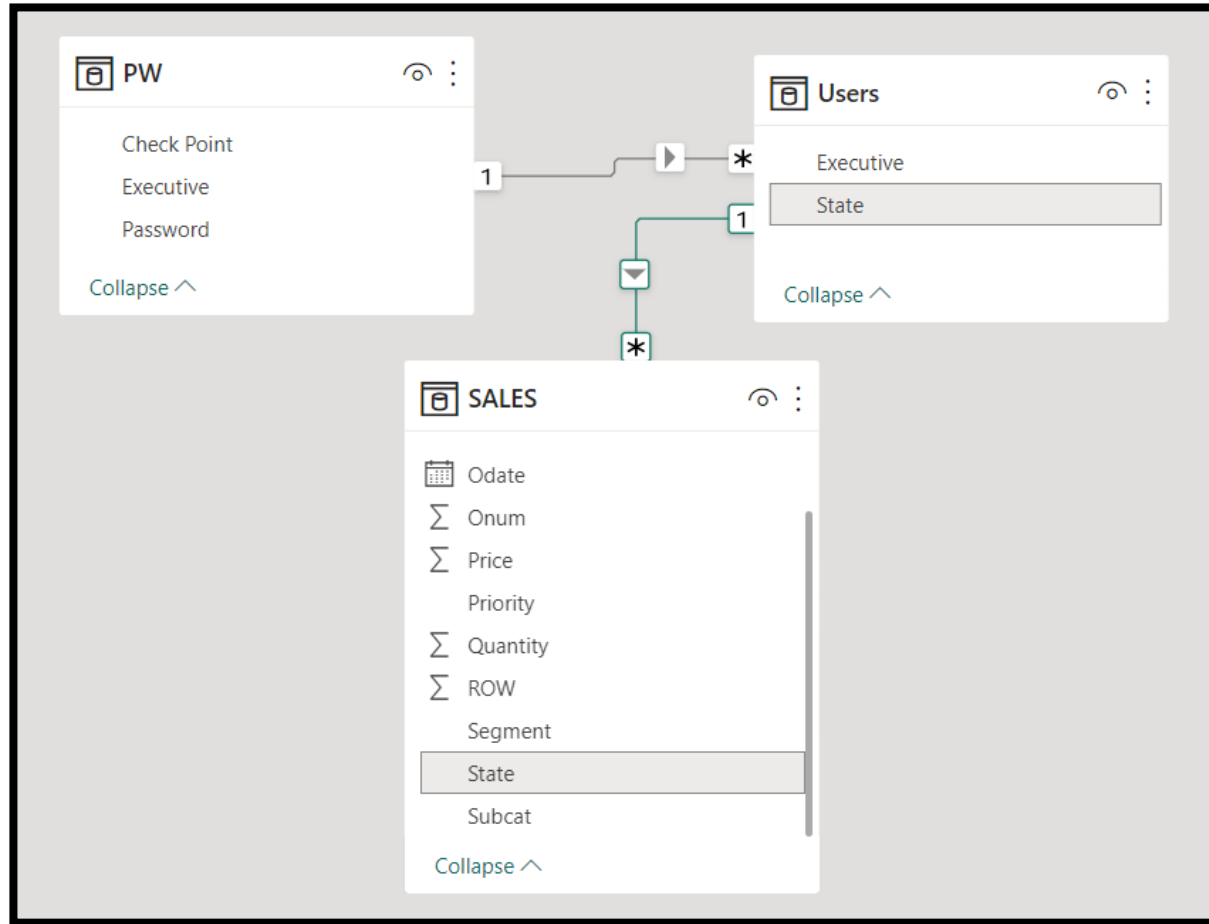 PW
Check Point
Executive
Password
Collapse
1
*
Users
Executive
State
Collapse
1
*
SALES
Odate
Onum
Price
Priority
Quantity
ROW
Segment
State
Subcat
Collapse